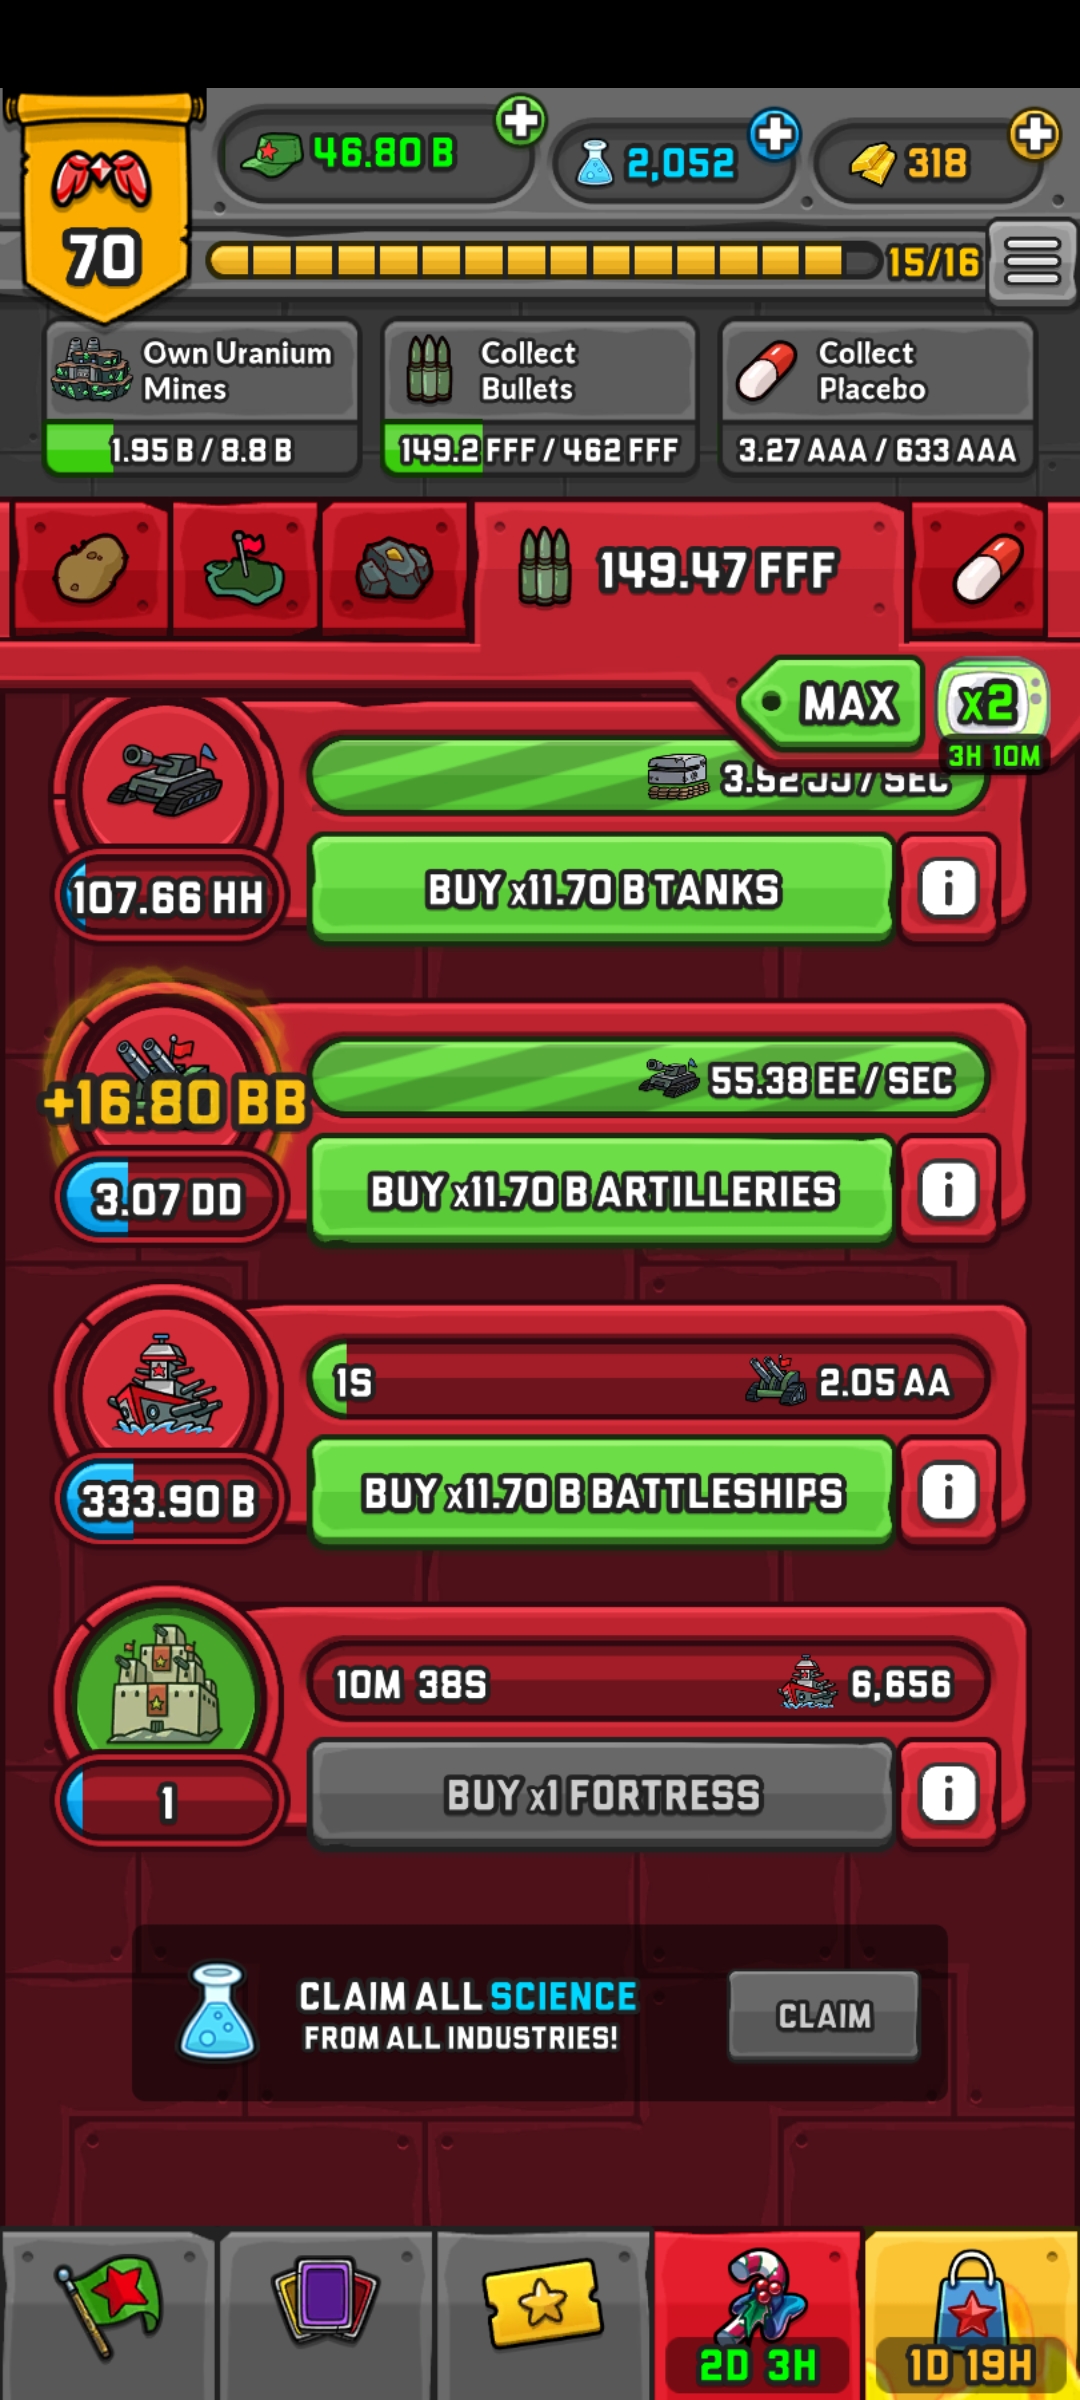 46.80 B
2,052
318
70
15/16
Own Uranium
Mines
1.95 B / 8.8 B
Collect
Bullets
149.2 FFF / 462 FFF
Collect
Placebo
3.27 AAA / 633 AAA
149.47 FFF
MAX
x2
3H 10M
3.52 JJ / SEC
107.66 HH
BUY x11.70 B TANKS
i
+16.80 BB
55.38 EE / SEC
3.07 DD
BUY x11.70 B ARTILLERIES
i
1S
2.05 AA
333.90 B
BUY x11.70 B BATTLESHIPS
i
10M 38S
6,656
1
BUY x1 FORTRESS
i
CLAIM ALL SCIENCE
FROM ALL INDUSTRIES!
CLAIM
2D 3H
1D 19H